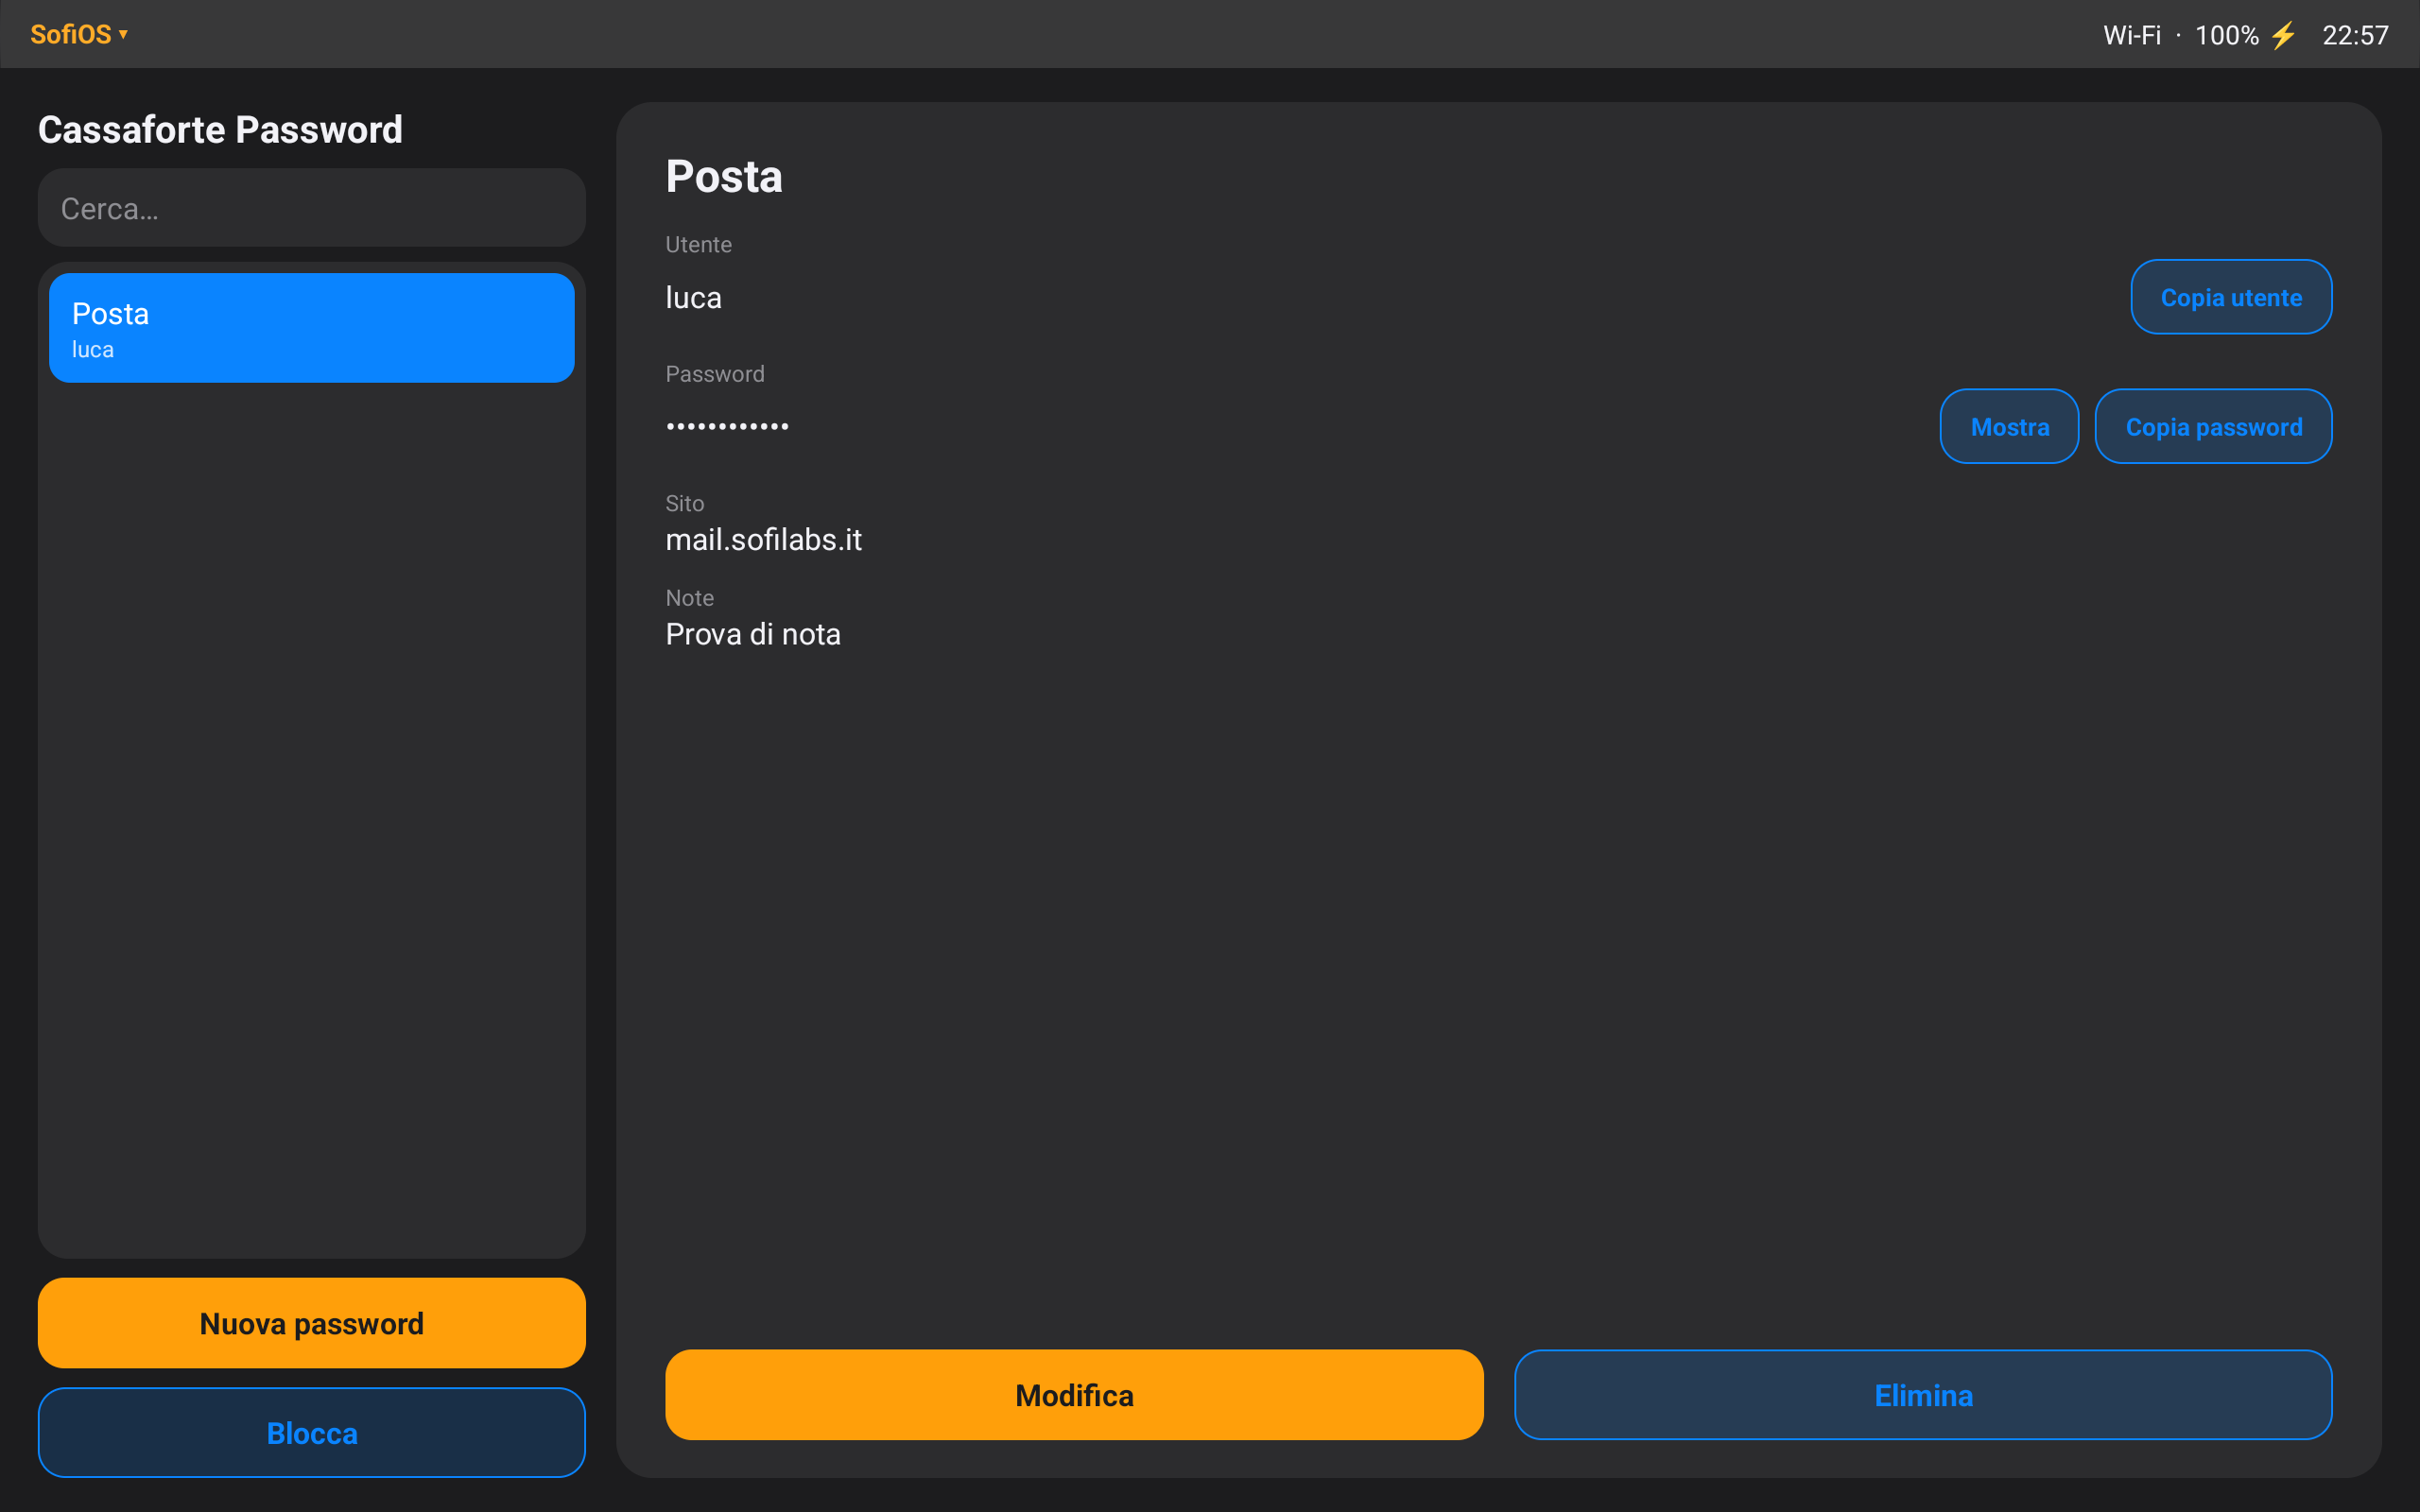 SofiOS ▾
Wi-Fi · 100% ⚡ 22:57
Cassaforte Password
Cerca...
Posta
luca
Nuova password
Blocca
Posta
Utente
luca
Copia utente
Password
••••••••••••
Mostra
Copia password
Sito
mail.sofilabs.it
Note
Prova di nota
Modifica
Elimina